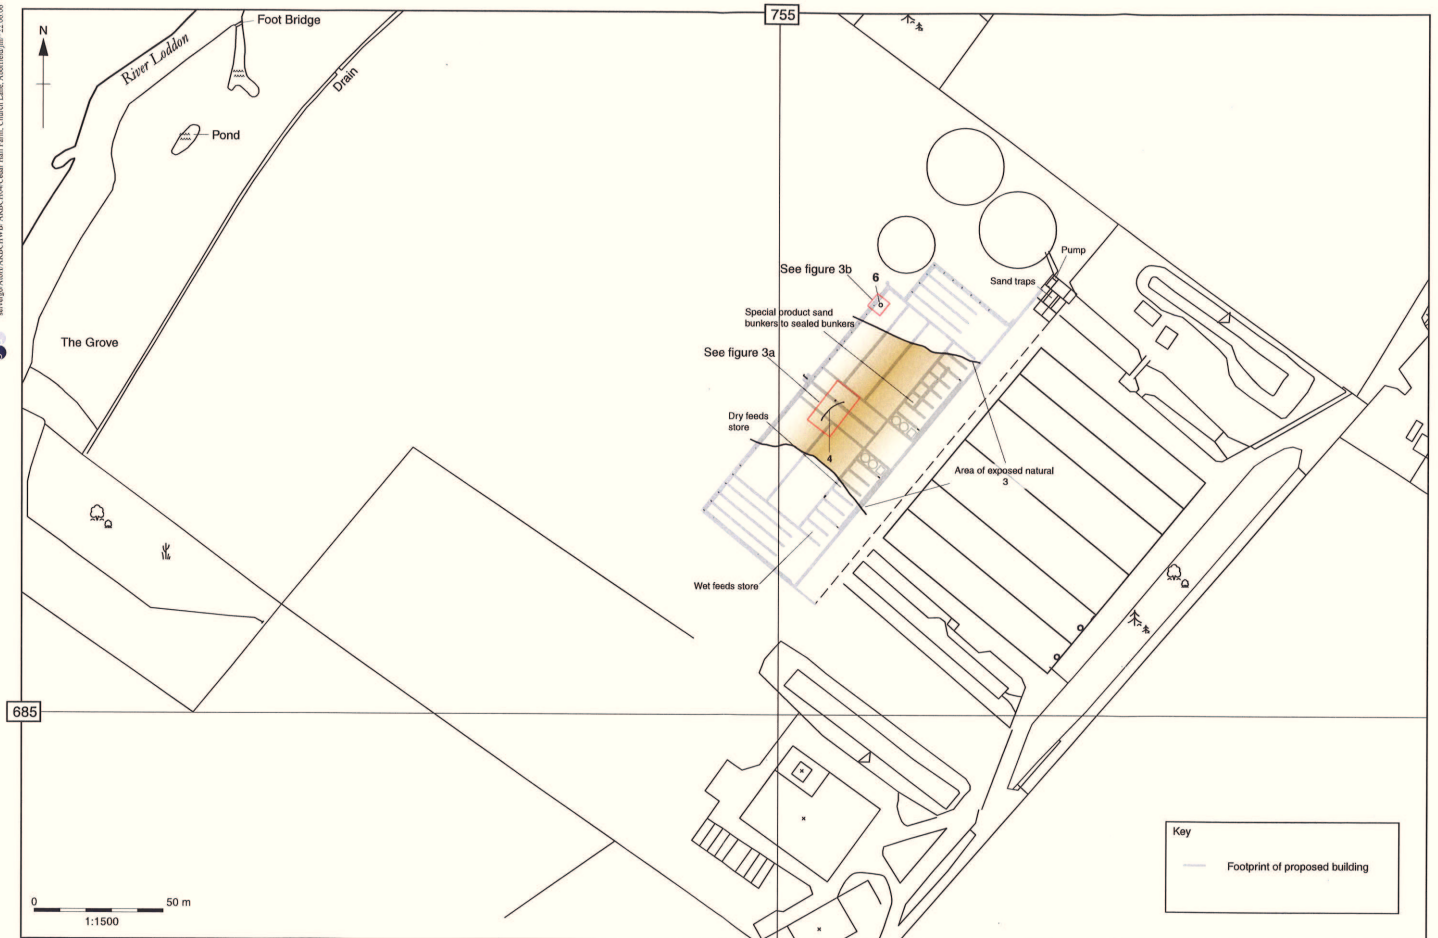 755
N
Foot Bridge
River Loddon
Drain
Pond
Pump
See figure 3b
6
Sand traps
Special product sand
bunkers to sealed bunkers
The Grove
See figure 3a
Dry feeds
store
4
Area of exposed natural
3
Wet feeds store
685
Key
Footprint of proposed building
0
50 m
1:1500